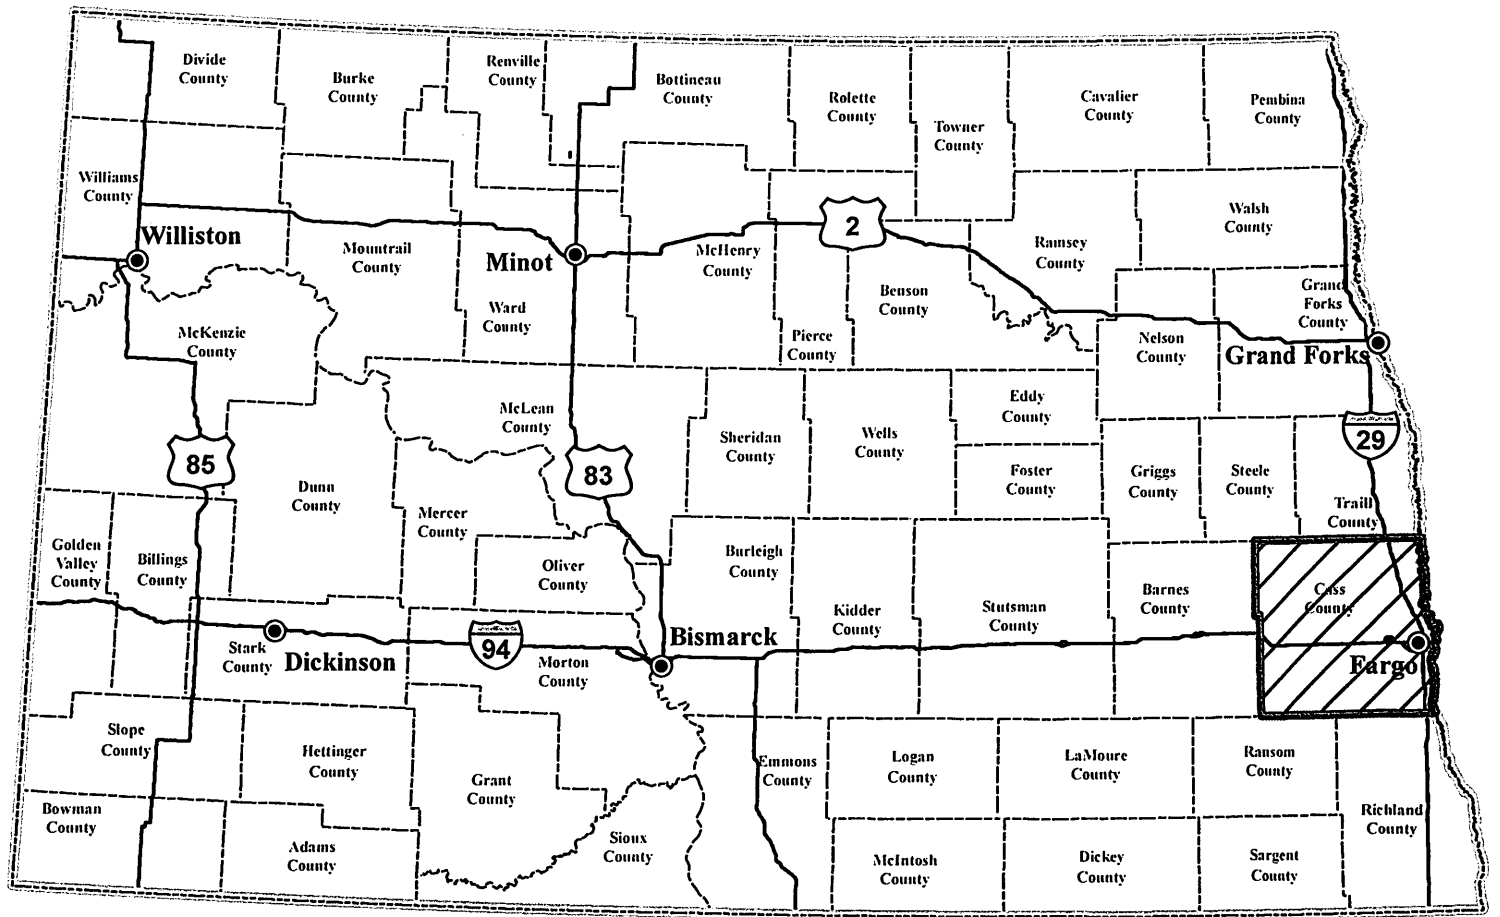 Divide
County
Burke
County
Renville
County
Bottineau
County
Rolette
County
Towner
County
Cavalier
County
Pembina
County
Williams
County
Williston
Mountrail
County
Minot
Ward
County
McHenry
County
2
Pierce
County
Benson
County
Ramsey
County
Walsh
County
Grand
Forks
County
Nelson
County
Grand Forks
McKenzie
County
85
Dunn
County
McLean
County
83
Mercer
County
Oliver
County
Sheridan
County
Wells
County
Eddy
County
Foster
County
Griggs
County
Steele
County
29
Traill
County
Golden
Valley
County
Billings
County
Stark
County
Dickinson
94
Morton
County
Bismarck
Burleigh
County
Kidder
County
Stutsman
County
Barnes
County
Cass
County
Fargo
Slope
County
Hettinger
County
Grant
County
Bowman
County
Adams
County
Sioux
County
Emmons
County
Logan
County
LaMoure
County
Ransom
County
Richland
County
McIntosh
County
Dickey
County
Sargent
County